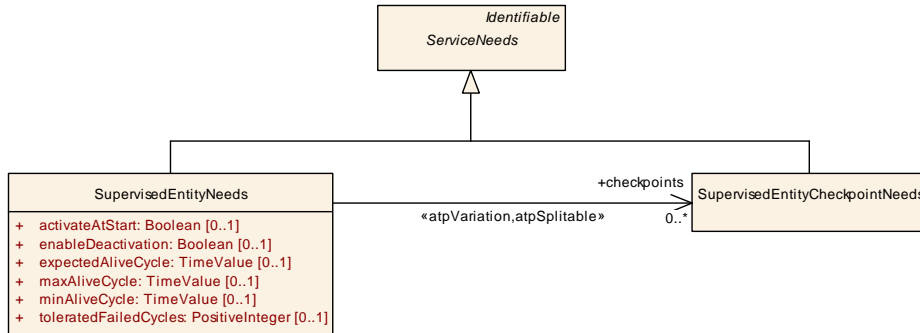 Identifiable
ServiceNeeds
SupervisedEntityNeeds
+ activateAtStart: Boolean [0..1]
+ enableDeactivation: Boolean [0..1]
+ expectedAliveCycle: TimeValue [0..1]
+ maxAliveCycle: TimeValue [0..1]
+ minAliveCycle: TimeValue [0..1]
+ toleratedFailedCycles: PositiveInteger [0..1]
+checkpoints
«atpVariation,atpSplitable»
0..*
SupervisedEntityCheckpointNeeds